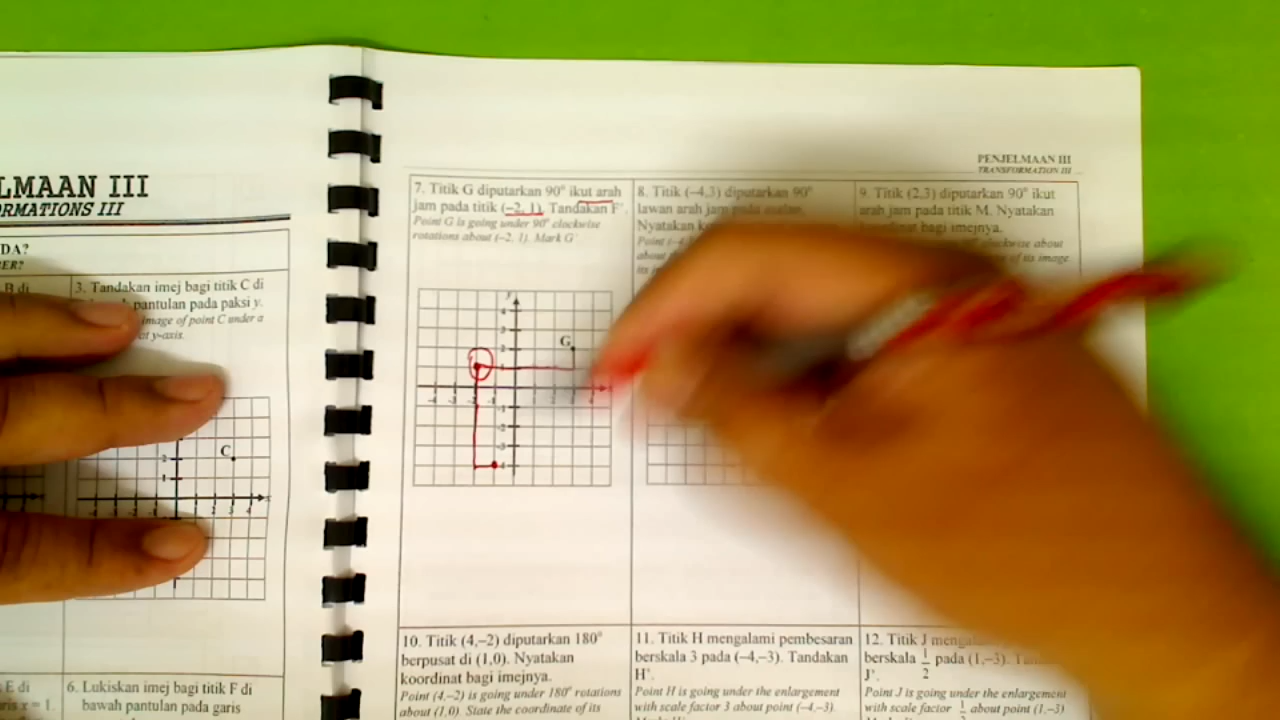 LMAAN III
ORMATIONS III
DA?
ER?
B di
3. Tandakan imej bagi titik C di
pantulan pada paksi y.
image of point C under a
at y-axis.
C
2
1
E di
aris x = 1.
6. Lukiskan imej bagi titik F di
bawah pantulan pada garis
PENJELMAAN III
TRANSFORMATION III
7. Titik G diputarkan 90° ikut arah
jam pada titik (–2, 1). Tandakan F'.
Point G is going under 90° clockwise
rotations about (–2, 1). Mark G'
y
G
8. Titik (–4,3) diputarkan 90°
lawan arah jam pada
Nyatakan
Point
about
9. Titik (2,3) diputarkan 90° ikut
arah jam pada titik M. Nyatakan
bagi imejnya.
clockwise about
of its image.
10. Titik (4,–2) diputarkan 180°
berpusat di (1,0). Nyatakan
koordinat bagi imejnya.
Point (4,–2) is going under 180° rotations
about (1,0). State the coordinate of its
11. Titik H mengalami pembesaran
berskala 3 pada (–4,–3). Tandakan
H'.
Point H is going under the enlargement
with scale factor 3 about point (–4,–3).
12. Titik J
berskala 1/2 pada (1,–3).
J'.
Point J is going under the enlargement
with scale factor 1 about point (1,–3)